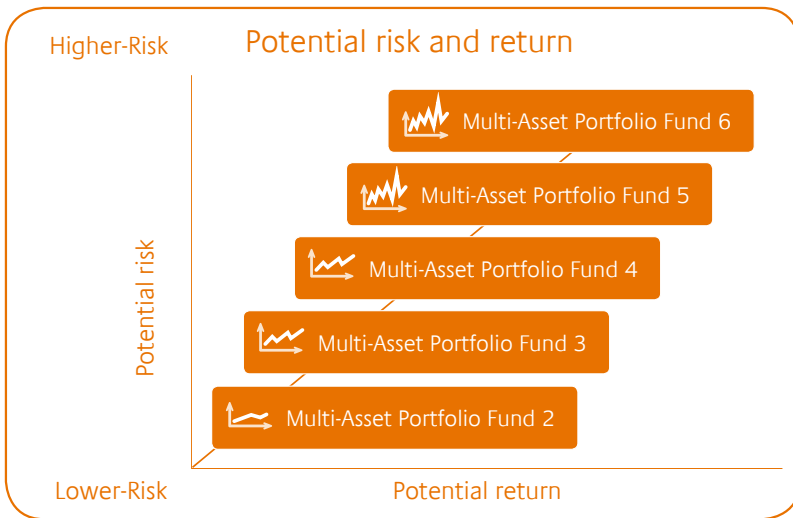 Higher-Risk
Potential risk and return
Multi-Asset Portfolio Fund 6
Multi-Asset Portfolio Fund 5
Multi-Asset Portfolio Fund 4
Multi-Asset Portfolio Fund 3
Multi-Asset Portfolio Fund 2
Potential risk
Lower-Risk
Potential return